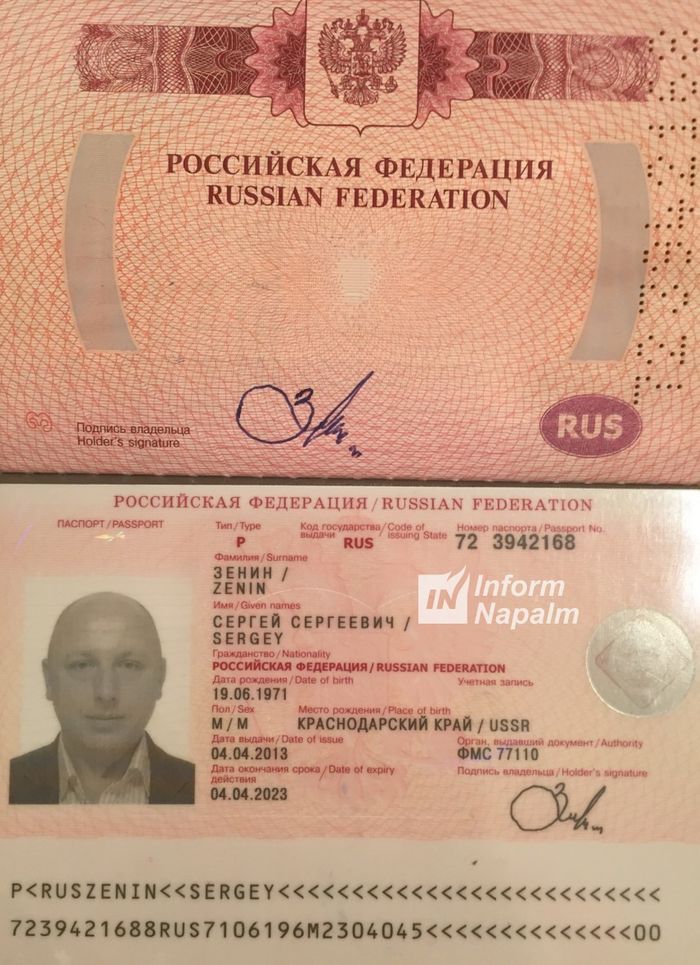 РОССИЙСКАЯ ФЕДЕРАЦИЯ
RUSSIAN FEDERATION
Подпись владельца
Holder's signature
RUS
РОССИЙСКАЯ ФЕДЕРАЦИЯ / RUSSIAN FEDERATION
ПАСПОРТ / PASSPORT
Тип / Type
Код государства / Code of
выдачи issuing State
Номер паспорта / Passport No.
P
RUS
72 3942168
Фамилия / Surname
ЗЕНИН /
ZENIN
Имя / Given names
СЕРГЕЙ СЕРГЕЕВИЧ /
SERGEY
Inform
Napalm
Гражданство / Nationality
РОССИЙСКАЯ ФЕДЕРАЦИЯ / RUSSIAN FEDERATION
Дата рождения / Date of birth
Учетная запись
19.06.1971
Пол / Sex
Место рождения / Place of birth
М / M
КРАСНОДАРСКИЙ КРАЙ / USSR
Дата выдачи / Date of issue
Орган, выдавший документ / Authority
04.04.2013
ФМС 77110
Дата окончания срока / Date of expiry
действия
Подпись владельца / Holder's signature
04.04.2023
P<RUSZENIN<<SERGEY<<<<<<<<<<<<<<<<<<<<<<<<<<
7239421688RUS7106196M2304045<<<<<<<<<<<<<<00